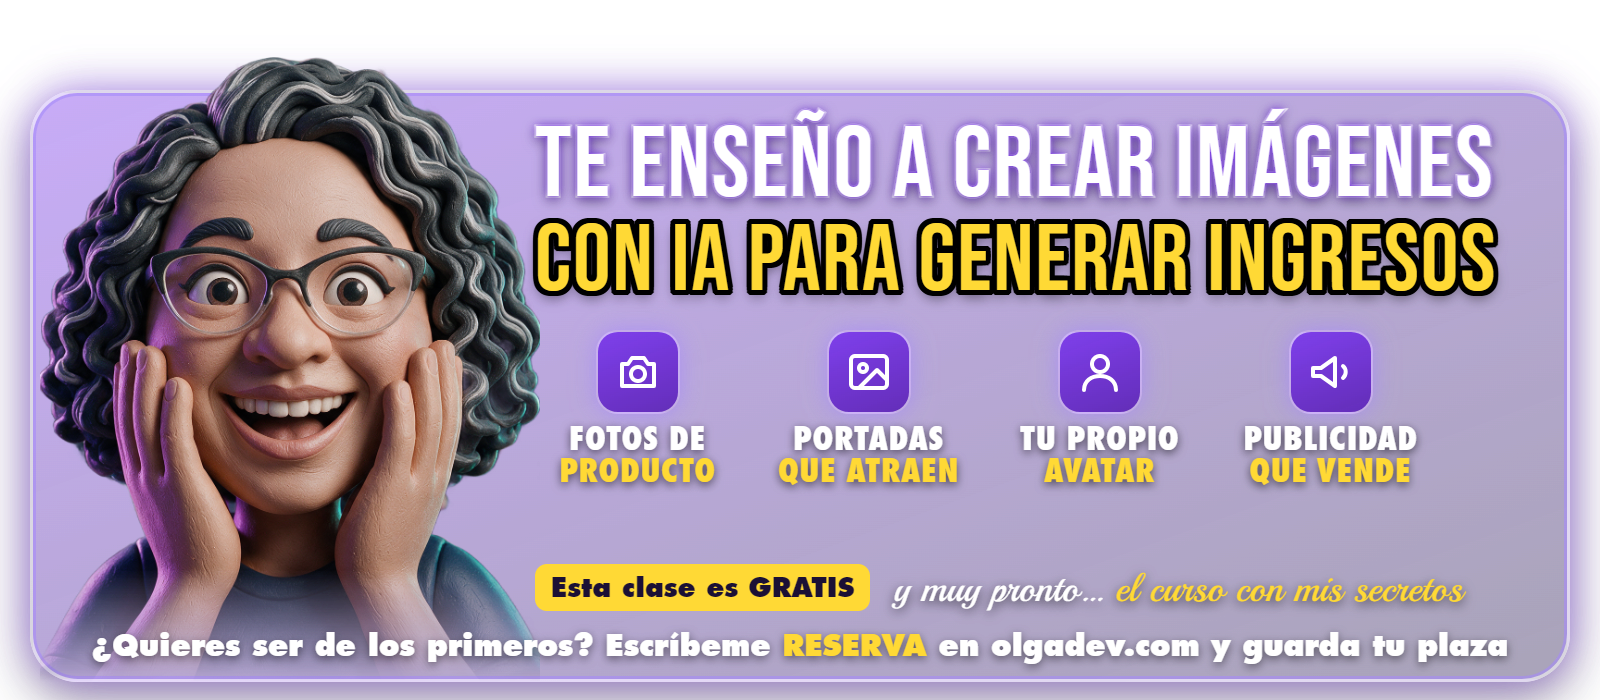 TE ENSEÑO A CREAR IMÁGENES
CON IA PARA GENERAR INGRESOS
FOTOS DE
PRODUCTO
PORTADAS
QUE ATRAEN
TU PROPIO
AVATAR
PUBLICIDAD
QUE VENDE
Esta clase es GRATIS y muy pronto... el curso con mis secretos
¿Quieres ser de los primeros? Escríbeme RESERVA en olgadev.com y guarda tu plaza